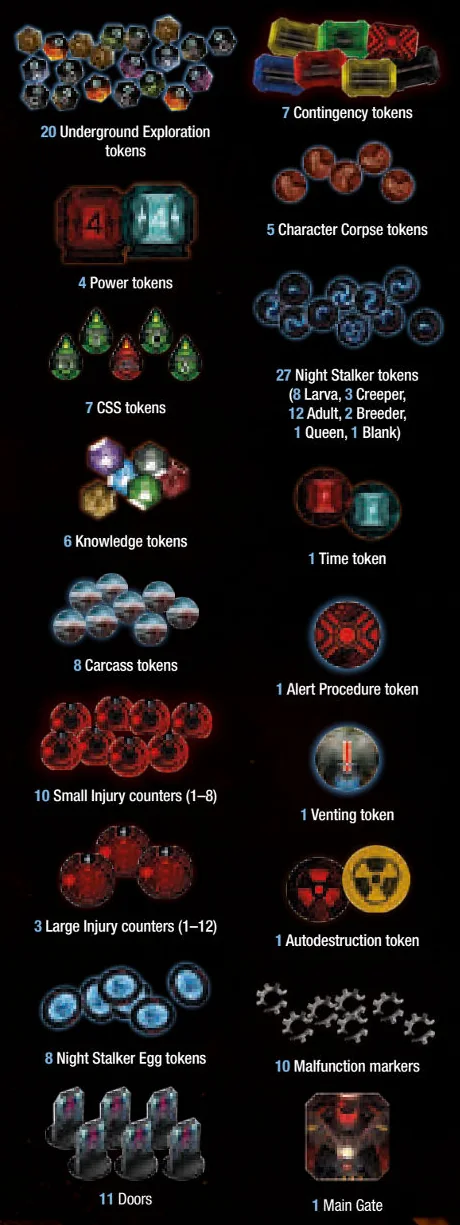 20 Underground Exploration
tokens
4 Power tokens
7 CSS tokens
6 Knowledge tokens
8 Carcass tokens
10 Small Injury counters (1–8)
3 Large Injury counters (1–12)
8 Night Stalker Egg tokens
11 Doors
7 Contingency tokens
5 Character Corpse tokens
27 Night Stalker tokens
(8 Larva, 3 Creeper,
12 Adult, 2 Breeder,
1 Queen, 1 Blank)
1 Time token
1 Alert Procedure token
1 Venting token
1 Autodestruction token
10 Malfunction markers
1 Main Gate
4
4